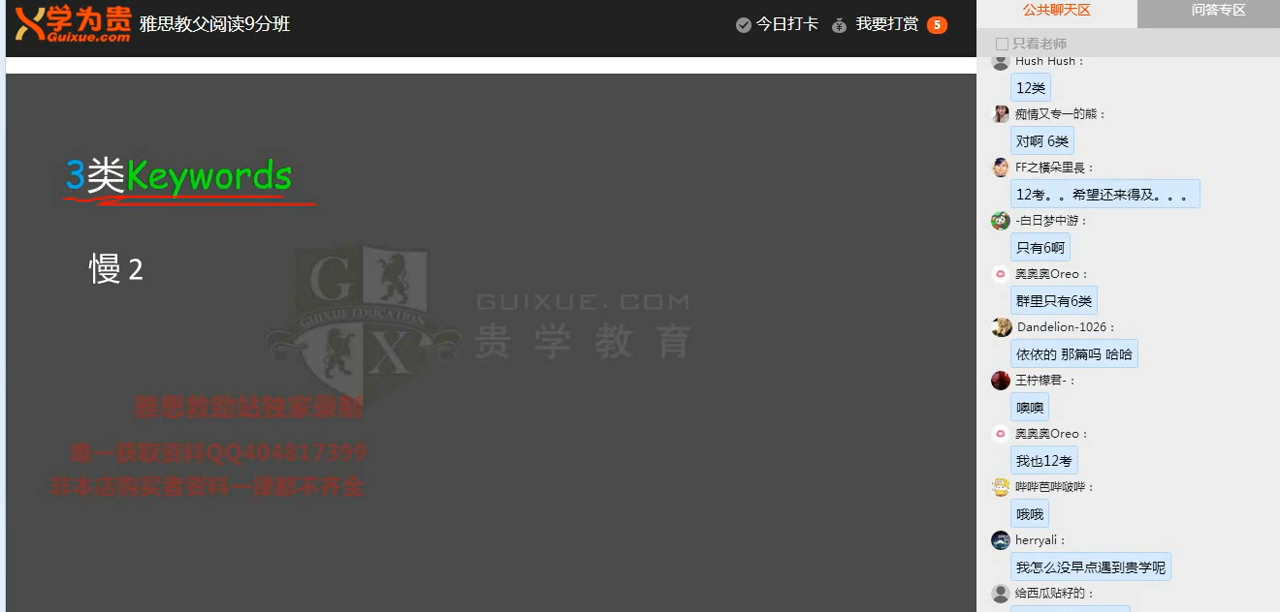 学为贵
Guixue.com
雅思教父阅读9分班
今日打卡
我要打赏
5
公共聊天区
问答专区
只看老师
3类Keywords
慢 2
G
GUIXUE EDUCATION
X
GUIXUE.COM
贵学教育
雅思救助站独家录制
唯一获取资料QQ404817399
非本店购买者资料一律都不齐全
Hush Hush：
12类
痴情又专一的熊：
对啊 6类
FF之横朵里長：
12考。。希望还来得及。。。
-白日梦中游：
只有6啊
奥奥奥Oreo：
群里只有6类
Dandelion-1026：
依依的 那篇吗 哈哈
王柠檬君-：
噢噢
奥奥奥Oreo：
我也12考
哔哔芭哔啵哔：
哦哦
herryali：
我怎么没早点遇到贵学呢
给西瓜贴籽的：